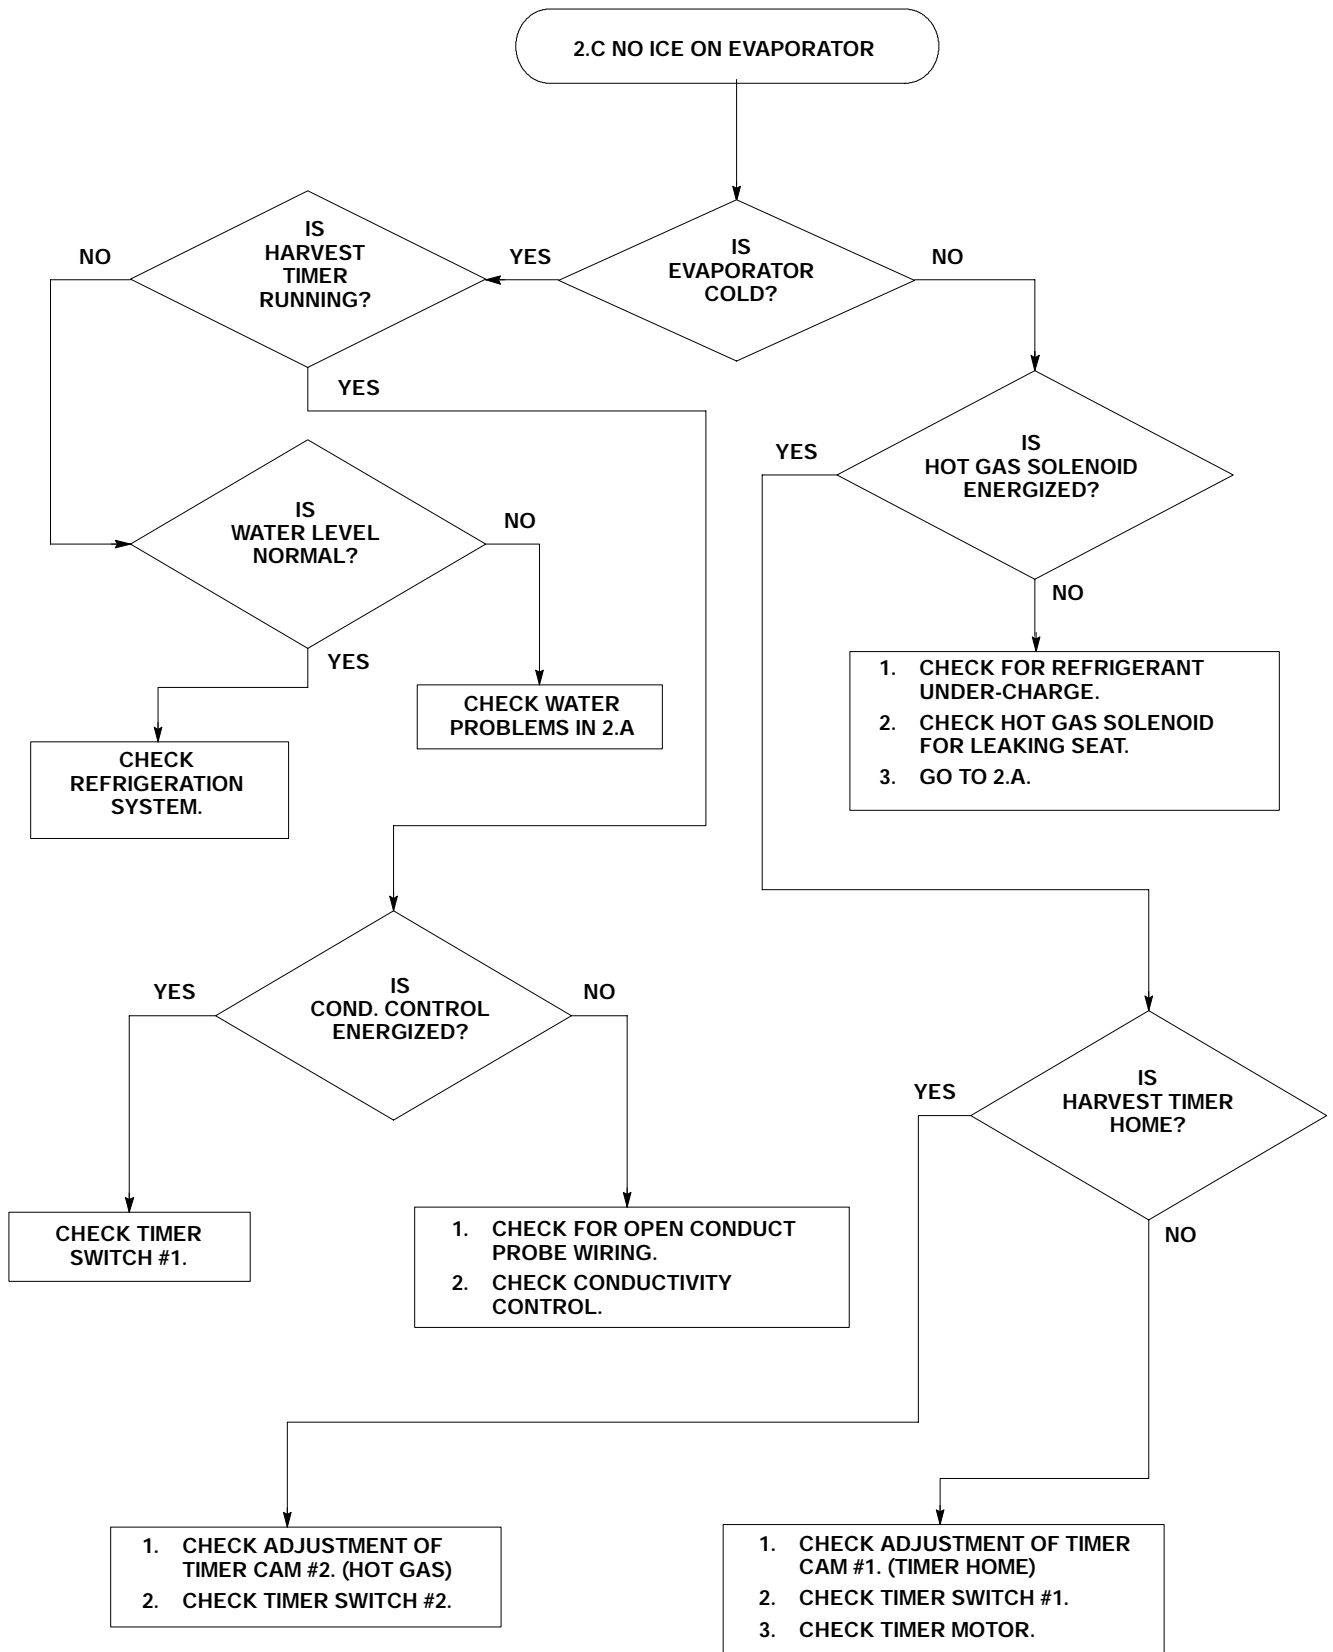 2.C NO ICE ON EVAPORATOR
IS
EVAPORATOR
COLD?
YES
NO
IS
HARVEST
TIMER
RUNNING?
NO
YES
IS
HOT GAS SOLENOID
ENERGIZED?
YES
NO
IS
WATER LEVEL
NORMAL?
NO
YES
1. CHECK FOR REFRIGERANT
UNDER-CHARGE.
2. CHECK HOT GAS SOLENOID
FOR LEAKING SEAT.
3. GO TO 2.A.
CHECK WATER
PROBLEMS IN 2.A
CHECK
REFRIGERATION
SYSTEM.
IS
COND. CONTROL
ENERGIZED?
YES
NO
IS
HARVEST TIMER
HOME?
YES
NO
CHECK TIMER
SWITCH #1.
1. CHECK FOR OPEN CONDUCT
PROBE WIRING.
2. CHECK CONDUCTIVITY
CONTROL.
1. CHECK ADJUSTMENT OF
TIMER CAM #2. (HOT GAS)
2. CHECK TIMER SWITCH #2.
1. CHECK ADJUSTMENT OF TIMER
CAM #1. (TIMER HOME)
2. CHECK TIMER SWITCH #1.
3. CHECK TIMER MOTOR.